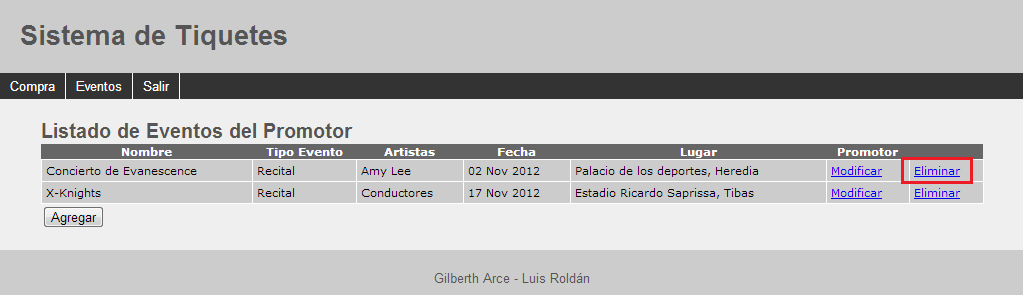 Sistema de Tiquetes
Compra Eventos Salir
Listado de Eventos del Promotor
Nombre Tipo Evento Artistas Fecha Lugar Promotor
Concierto de Evanescence Recital Amy Lee 02 Nov 2012 Palacio de los deportes, Heredia Modificar Eliminar
X-Knights Recital Conductores 17 Nov 2012 Estadio Ricardo Saprissa, Tibas Modificar Eliminar
Agregar
Gilberth Arce - Luis Roldán